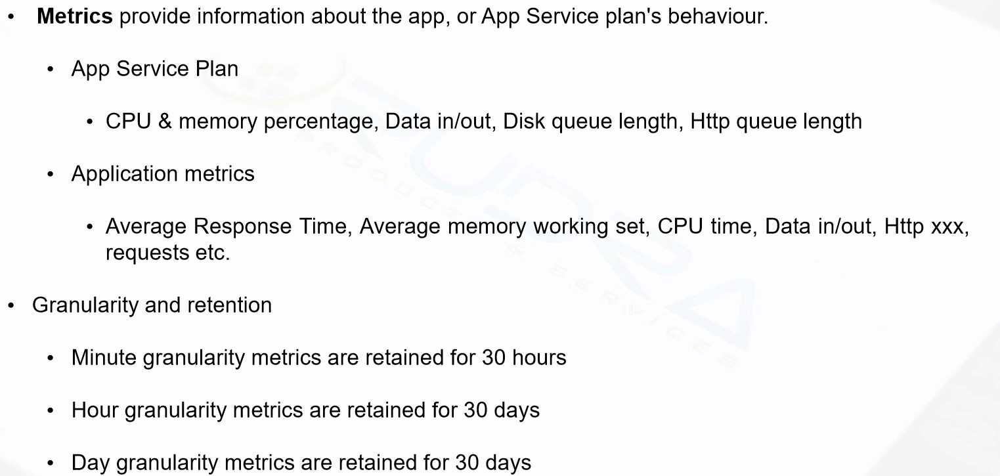 • Metrics provide information about the app, or App Service plan's behaviour.
• App Service Plan
• CPU & memory percentage, Data in/out, Disk queue length, Http queue length
• Application metrics
• Average Response Time, Average memory working set, CPU time, Data in/out, Http xxx,
requests etc.
• Granularity and retention
• Minute granularity metrics are retained for 30 hours
• Hour granularity metrics are retained for 30 days
• Day granularity metrics are retained for 30 days
RUDRA
PRODUCT & SERVICES